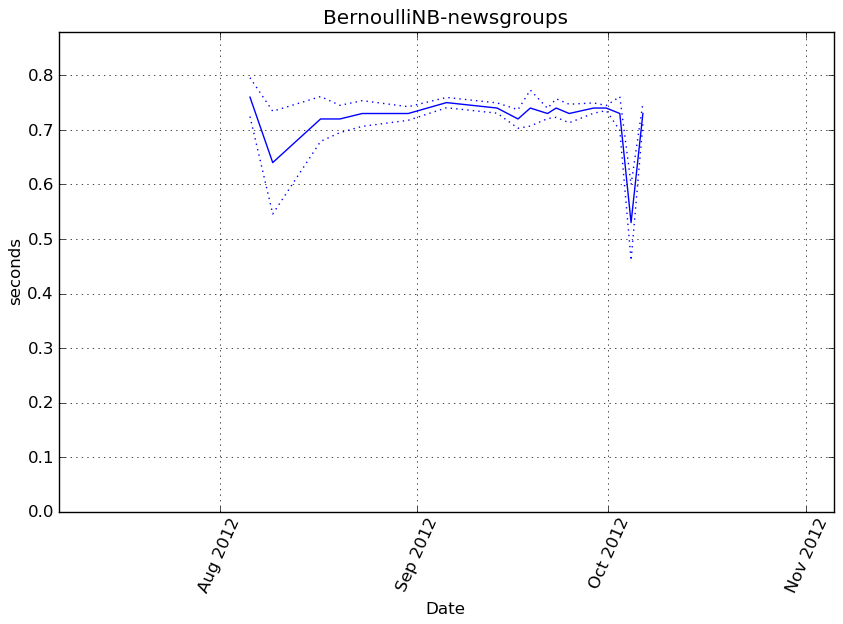 BernoulliNB-newsgroups
0.8
0.7
0.6
0.5
0.4
0.3
0.2
0.1
0.0
seconds
Aug 2012
Sep 2012
Oct 2012
Nov 2012
Date